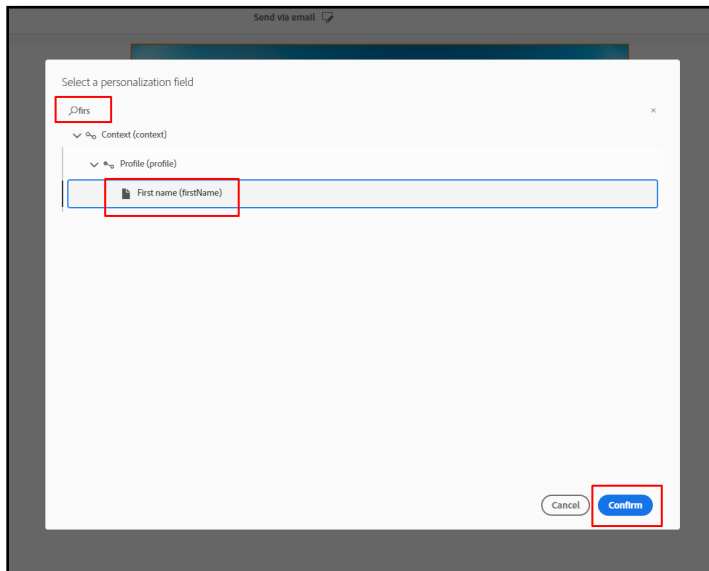 Send via email
Select a personalization field
firs
Context (context)
Profile (profile)
First name (firstName)
Cancel
Confirm